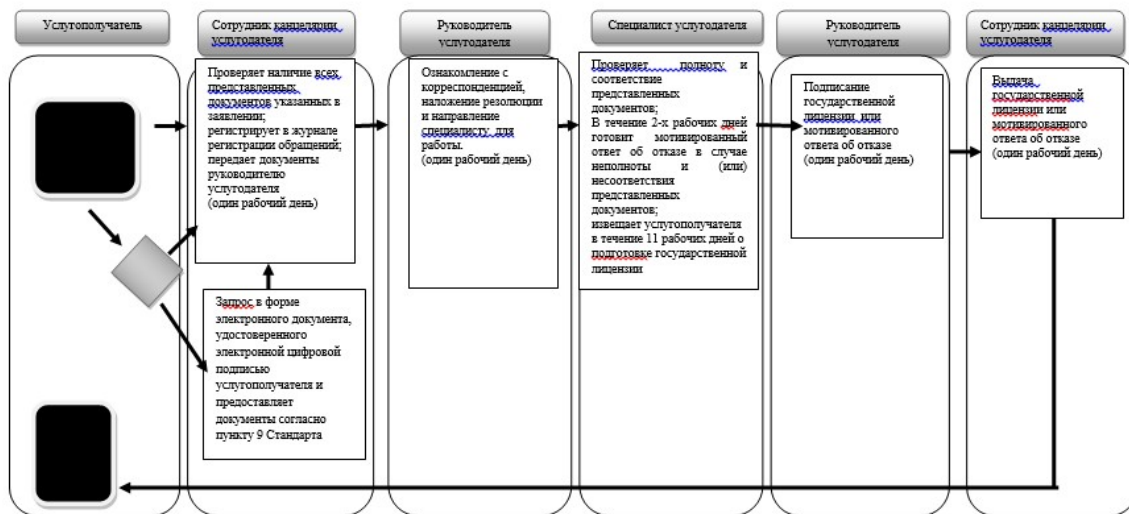 Услугополучатель
Сотрудник канцелярии
услугодателя
Руководитель
услугодателя
Специалист услугодателя
Руководитель
услугодателя
Сотрудник канцелярии
услугодателя
Проверяет наличие всех
представленных
документов указанных в
заявлении;
регистрирует в журнале
регистрации обращений;
передает документы
руководителю
услугодателя
(один рабочий день)
Запрос в форме
электронного документа,
удостоверенного
электронной цифровой
подписью
услугополучателя и
предоставляет
документы согласно
пункту 9 Стандарта
Ознакомление с
корреспонденцией,
наложение резолюции
и направление
специалисту для
работы.
(один рабочий день)
Проверяет полноту и
соответствие
представленных
документов;
В течение 2-х рабочих дней
готовит мотивированный
ответ об отказе в случае
неполноты и (или)
несоответствия
представленных
документов;
извещает услугополучателя
в течение 11 рабочих дней о
подготовке государственной
лицензии
Подписание
государственной
лицензии или
мотивированного
ответа об отказе
(один рабочий день)
Выдача
государственной
лицензии или
мотивированного
ответа об отказе
(один рабочий день)